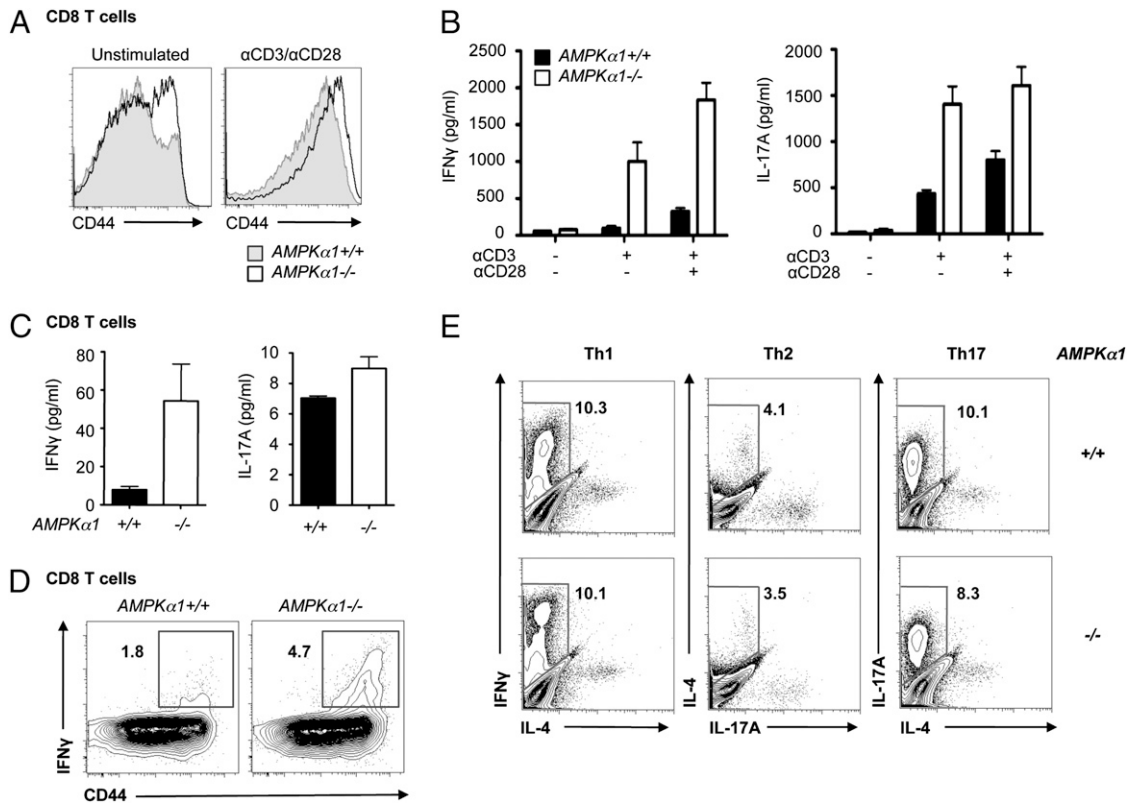 A CD8 T cells
Unstimulated αCD3/αCD28
CD44 CD44
AMPKα1+/+
AMPKα1-/-
B
2500
2000
1500
1000
500
0
IFNγ (pg/ml)
AMPKα1+/+
AMPKα1-/-
2000
1500
1000
500
0
IL-17A (pg/ml)
αCD3 - + +
αCD28 - - +
αCD3 - + +
αCD28 - - +
C CD8 T cells
80
60
40
20
0
IFNγ (pg/ml)
AMPKα1 +/+ -/-
10
8
6
4
2
0
IL-17A (pg/ml)
+/+ -/-
D CD8 T cells
AMPKα1+/+ AMPKα1-/-
1.8 4.7
IFNγ
CD44
E
Th1 Th2 Th17 AMPKα1
10.3 4.1 10.1
+/+
10.1 3.5 8.3
-/-
IFNγ IL-4 IL-17A
IL-4 IL-17A IL-4